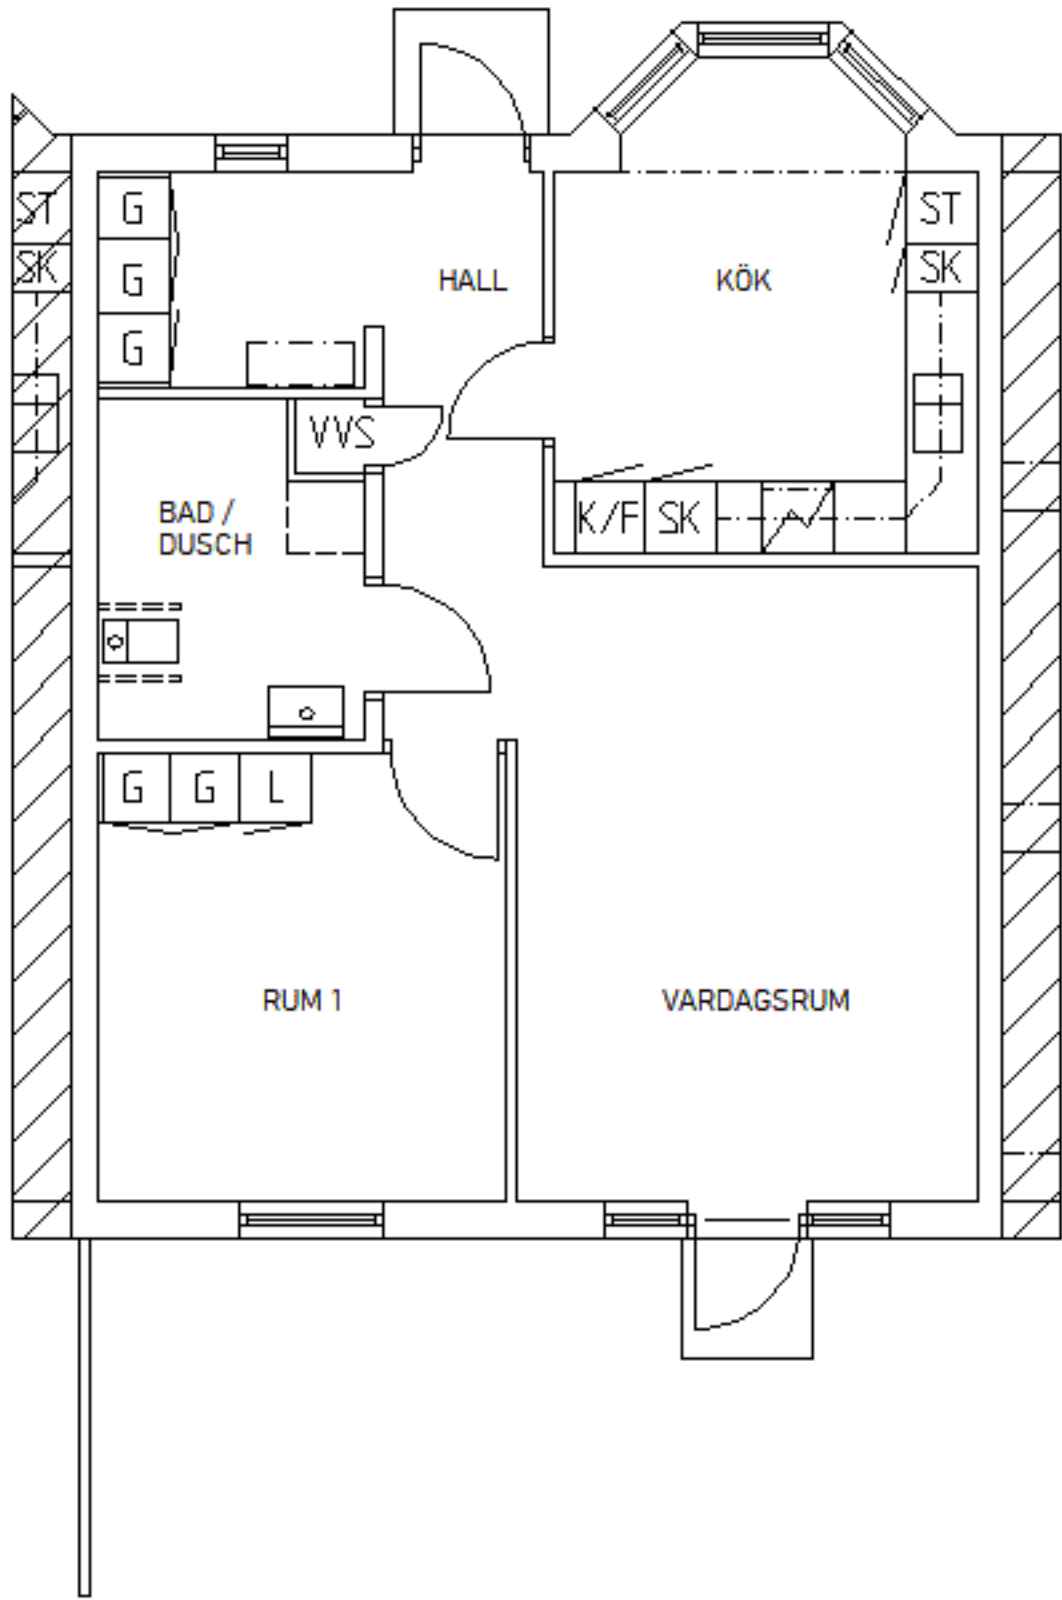 ST
G
ST
SK
G
HALL
KÖK
SK
G
VVS
BAD /
DUSCH
K/F
SK
G
G
L
RUM 1
VARDAGSRUM